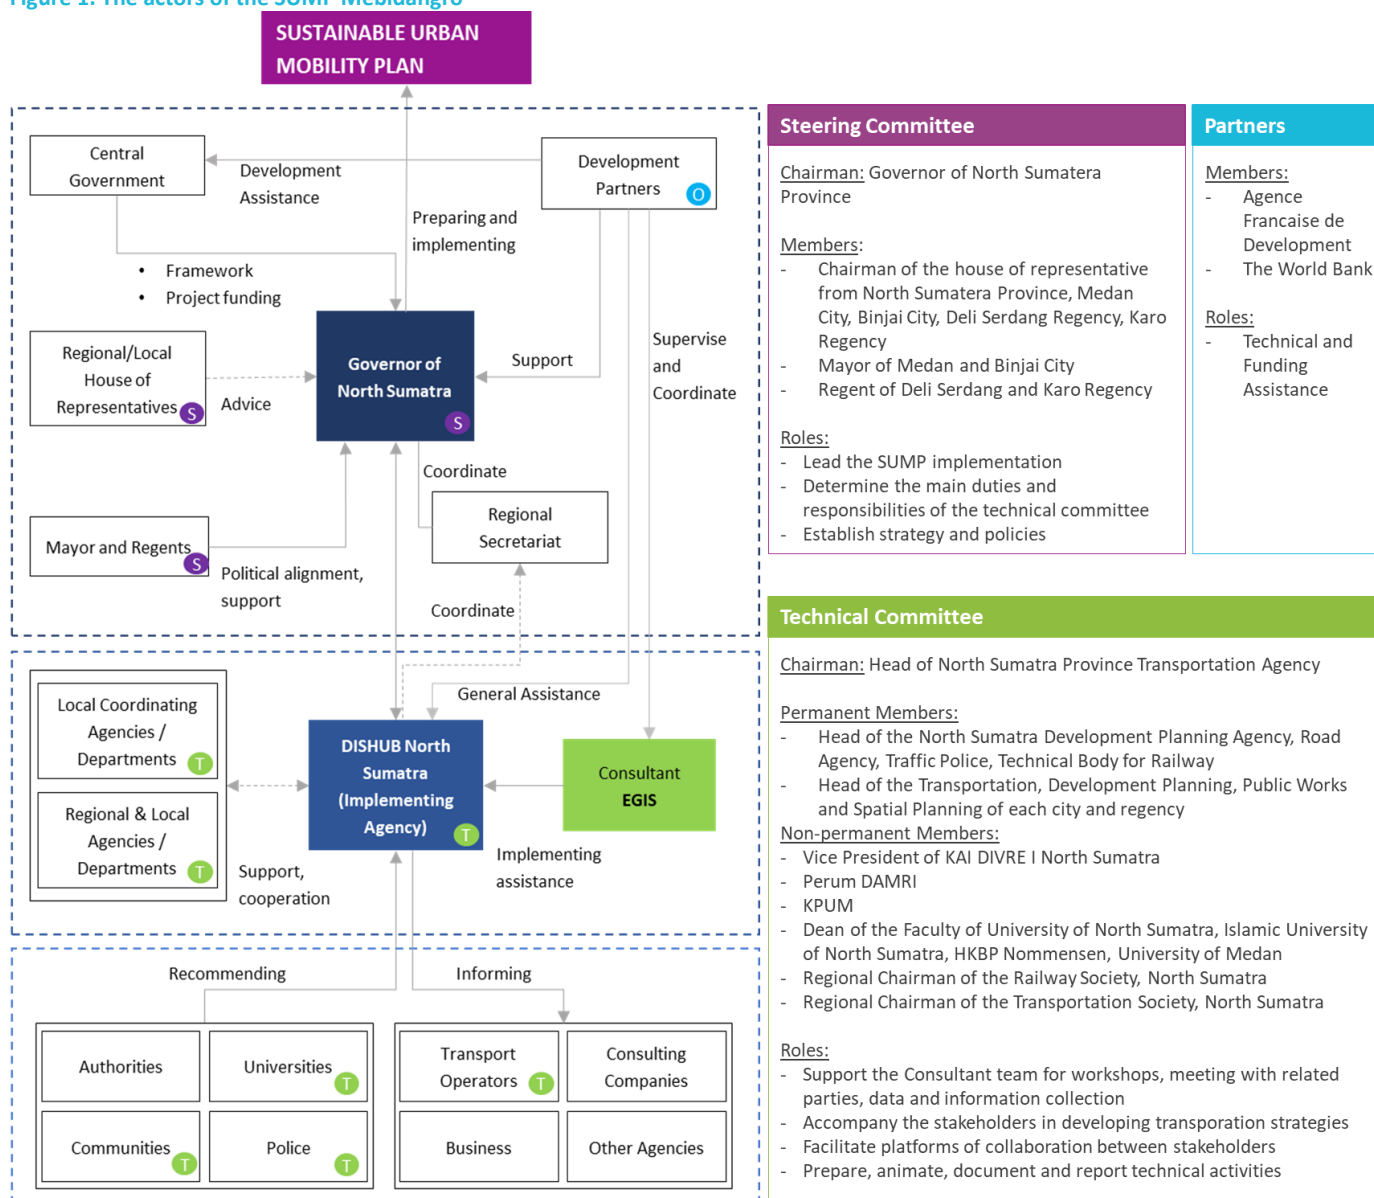 Figure 1: The actors of the SUMP Mebidangro
SUSTAINABLE URBAN
MOBILITY PLAN
Central
Government
Development
Assistance
Development
Partners
O
Preparing and
implementing
• Framework
• Project funding
Regional/Local
House of
Representatives
S
Advice
Governor of
North Sumatra
S
Support
Supervise
and
Coordinate
Coordinate
Regional
Secretariat
Mayor and Regents
S
Political alignment,
support
Coordinate
Local Coordinating
Agencies /
Departments
T
Regional & Local
Agencies /
Departments
T
Support,
cooperation
General Assistance
DISHUB North
Sumatra
(Implementing
Agency)
T
Consultant
EGIS
Implementing
assistance
Recommending
Informing
Authorities
Universities
T
Communities
T
Police
T
Transport
Operators
T
Consulting
Companies
Business
Other Agencies
Steering Committee
Chairman: Governor of North Sumatera
Province
Members:
- Chairman of the house of representative
from North Sumatera Province, Medan
City, Binjai City, Deli Serdang Regency, Karo
Regency
- Mayor of Medan and Binjai City
- Regent of Deli Serdang and Karo Regency
Roles:
- Lead the SUMP implementation
- Determine the main duties and
responsibilities of the technical committee
- Establish strategy and policies
Partners
Members:
- Agence
Francaise de
Development
- The World Bank
Roles:
- Technical and
Funding
Assistance
Technical Committee
Chairman: Head of North Sumatra Province Transportation Agency
Permanent Members:
- Head of the North Sumatra Development Planning Agency, Road
Agency, Traffic Police, Technical Body for Railway
- Head of the Transportation, Development Planning, Public Works
and Spatial Planning of each city and regency
Non-permanent Members:
- Vice President of KAI DIVRE I North Sumatra
- Perum DAMRI
- KPUM
- Dean of the Faculty of University of North Sumatra, Islamic University
of North Sumatra, HKBP Nommensen, University of Medan
- Regional Chairman of the Railway Society, North Sumatra
- Regional Chairman of the Transportation Society, North Sumatra
Roles:
- Support the Consultant team for workshops, meeting with related
parties, data and information collection
- Accompany the stakeholders in developing transporation strategies
- Facilitate platforms of collaboration between stakeholders
- Prepare, animate, document and report technical activities